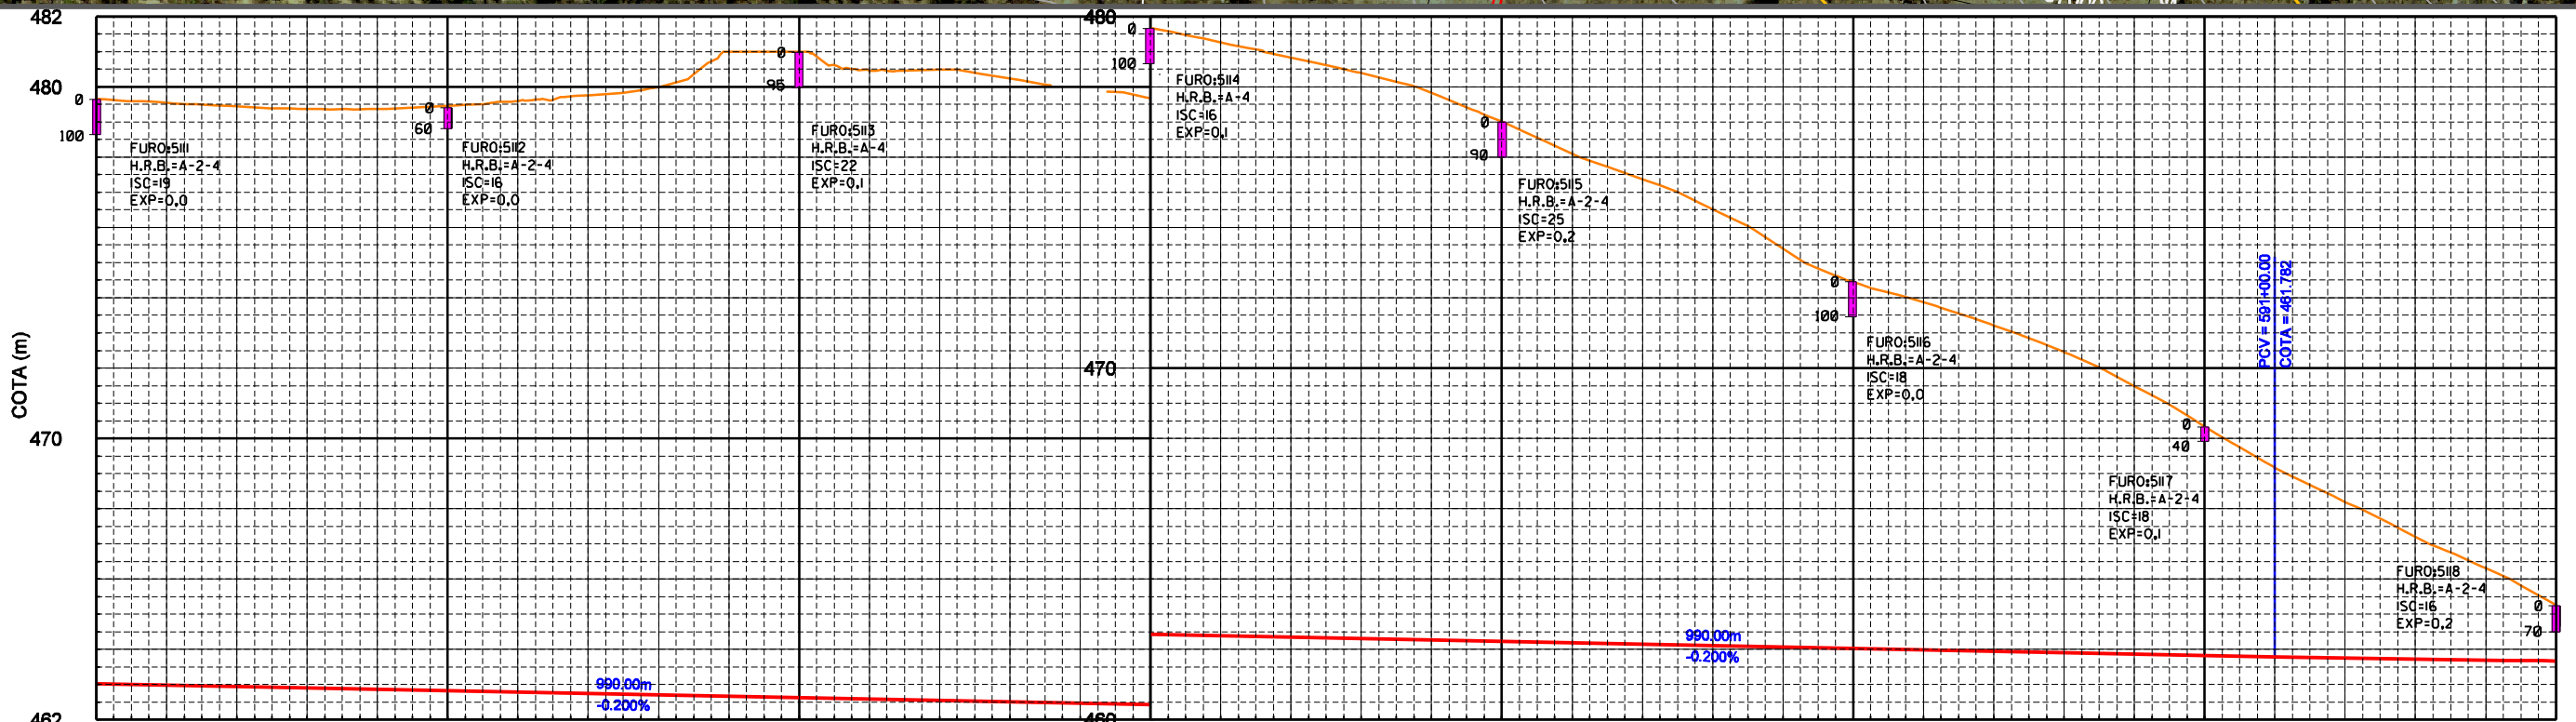 482
480
470
462
COTA (m)
0
100
FURO:5111
H.R.B.=A-2-4
ISC=19
EXP=0.0
0
60
FURO:5112
H.R.B.=A-2-4
ISC=16
EXP=0.0
0
95
FURO:5113
H.R.B.=A-4
ISC=22
EXP=0.1
990.00m
-0.200%
480
470
460
0
100
FURO:5114
H.R.B.=A-4
ISC=16
EXP=0.1
0
90
FURO:5115
H.R.B.=A-2-4
ISC=25
EXP=0.2
0
100
FURO:5116
H.R.B.=A-2-4
ISC=18
EXP=0.0
0
40
FURO:5117
H.R.B.=A-2-4
ISC=18
EXP=0.1
PCV = 591+00.00
COTA = 461.782
0
70
FURO:5118
H.R.B.=A-2-4
ISC=16
EXP=0.2
990.00m
-0.200%